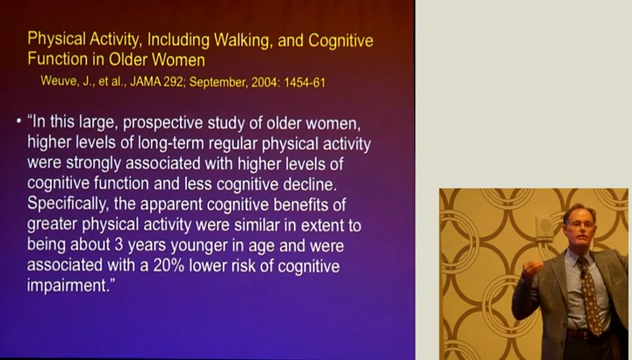 Physical Activity, Including Walking, and Cognitive
Function in Older Women
Weuve, J., et al., JAMA 292; September, 2004: 1454-61
• “In this large, prospective study of older women,
higher levels of long-term regular physical activity
were strongly associated with higher levels of
cognitive function and less cognitive decline.
Specifically, the apparent cognitive benefits of
greater physical activity were similar in extent to
being about 3 years younger in age and were
associated with a 20% lower risk of cognitive
impairment.”